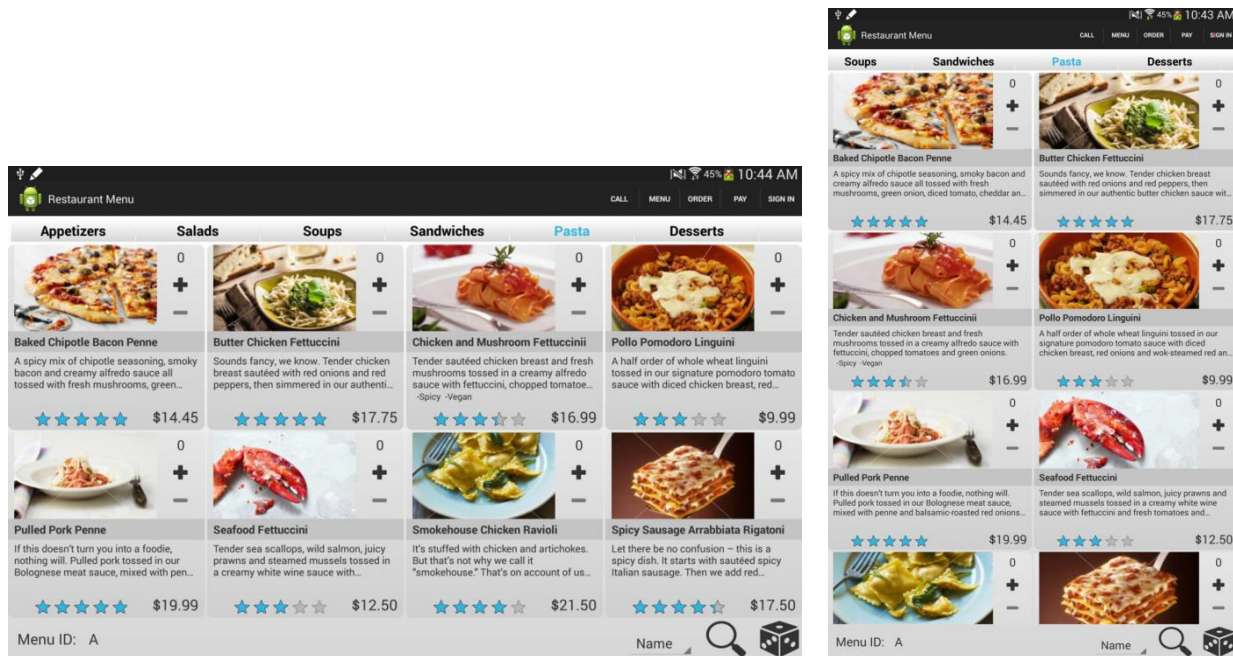 45% 10:44 AM
Restaurant Menu CALL MENU ORDER PAY SIGN IN
Appetizers Salads Soups Sandwiches Pasta Desserts
0 0 0 0
Baked Chipotle Bacon Penne Butter Chicken Fettuccini Chicken and Mushroom Fettuccinii Pollo Pomodoro Linguini
A spicy mix of chipotle seasoning, smoky
bacon and creamy alfredo sauce all
tossed with fresh mushrooms, green...
Sounds fancy, we know. Tender chicken
breast sautéed with red onions and red
peppers, then simmered in our authenti...
Tender sautéed chicken breast and fresh
mushrooms tossed in a creamy alfredo
sauce with fettuccini, chopped tomatoe...
-Spicy -Vegan
A half order of whole wheat linguini
tossed in our signature pomodoro tomato
sauce with diced chicken breast, red...
$14.45 $17.75 $16.99 $9.99
0 0 0 0
Pulled Pork Penne Seafood Fettuccini Smokehouse Chicken Ravioli Spicy Sausage Arrabbiata Rigatoni
If this doesn't turn you into a foodie,
nothing will. Pulled pork tossed in our
Bolognese meat sauce, mixed with pen...
Tender sea scallops, wild salmon, juicy
prawns and steamed mussels tossed in
a creamy white wine sauce with...
It's stuffed with chicken and artichokes.
But that's not why we call it
"smokehouse." That's on account of us...
Let there be no confusion – this is a
spicy dish. It starts with sautéed spicy
Italian sausage. Then we add red...
$19.99 $12.50 $21.50 $17.50
Menu ID: A Name
45% 10:43 AM
Restaurant Menu CALL MENU ORDER PAY SIGN IN
Soups Sandwiches Pasta Desserts
0 0
Baked Chipotle Bacon Penne Butter Chicken Fettuccini
A spicy mix of chipotle seasoning, smoky bacon and
creamy alfredo sauce all tossed with fresh
mushrooms, green onion, diced tomato, cheddar an...
Sounds fancy, we know. Tender chicken breast
sautéed with red onions and red peppers, then
simmered in our authentic butter chicken sauce wit...
$14.45 $17.75
0 0
Chicken and Mushroom Fettuccinii Pollo Pomodoro Linguini
Tender sautéed chicken breast and fresh
mushrooms tossed in a creamy alfredo sauce with
fettuccini, chopped tomatoes and green onions.
-Spicy -Vegan
A half order of whole wheat linguini tossed in our
signature pomodoro tomato sauce with diced
chicken breast, red onions and wok-steamed red an...
$16.99 $9.99
0 0
Pulled Pork Penne Seafood Fettuccini
If this doesn't turn you into a foodie, nothing will.
Pulled pork tossed in our Bolognese meat sauce,
mixed with penne and balsamic-roasted red onions...
Tender sea scallops, wild salmon, juicy prawns and
steamed mussels tossed in a creamy white wine
sauce with fettuccini and fresh tomatoes and...
$19.99 $12.50
0 0
Menu ID: A Name